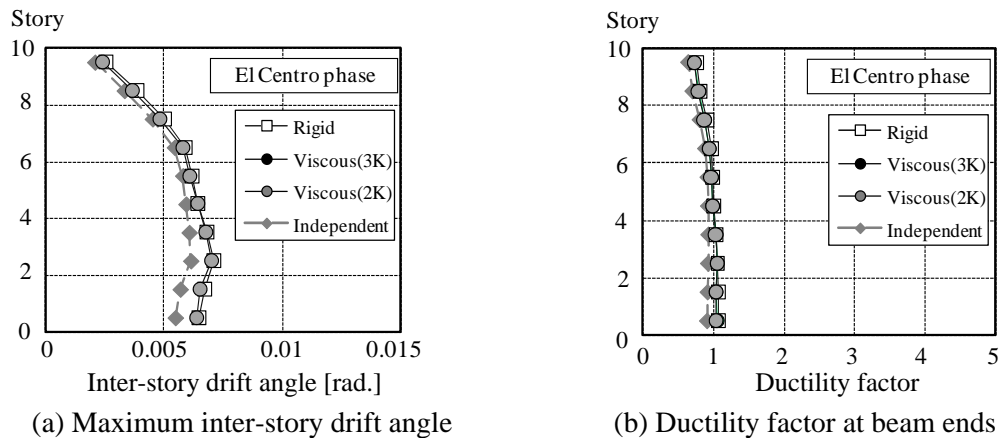 Story
10
8
6
4
2
0
El Centro phase
Rigid
Viscous(3K)
Viscous(2K)
Independent
0
0.005
0.01
0.015
Inter-story drift angle [rad.]
(a) Maximum inter-story drift angle
Story
10
8
6
4
2
0
El Centro phase
Rigid
Viscous(3K)
Viscous(2K)
Independent
0
1
2
3
4
5
Ductility factor
(b) Ductility factor at beam ends